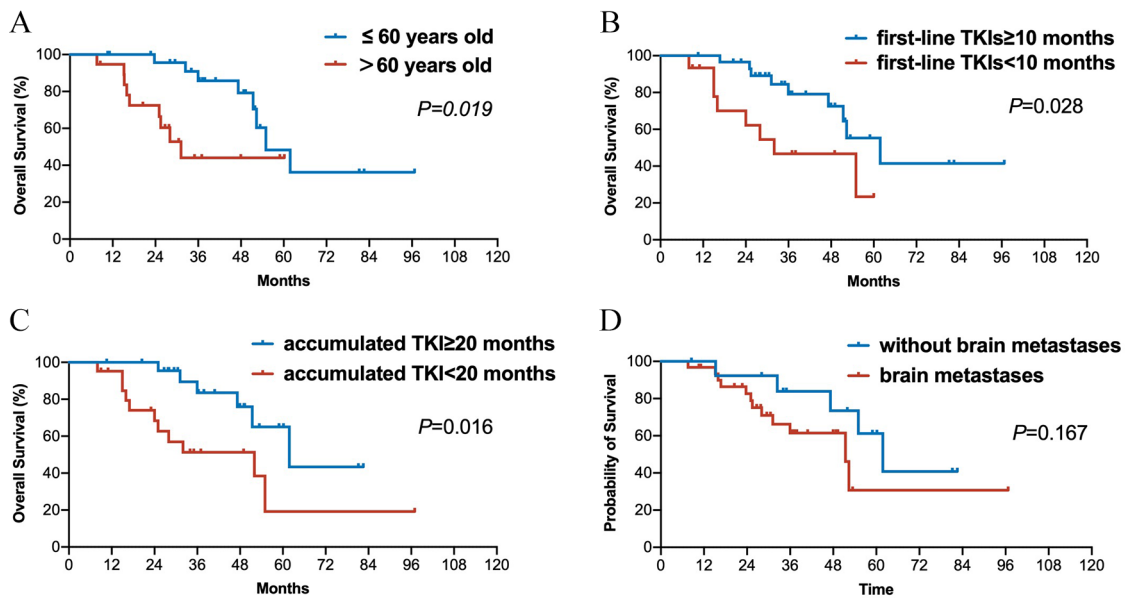 A
≤ 60 years old
> 60 years old
P=0.019
Overall Survival (%)
100
80
60
40
20
0
0 12 24 36 48 60 72 84 96 108 120
Months
B
first-line TKIs≥10 months
first-line TKIs<10 months
P=0.028
Overall Survival (%)
100
80
60
40
20
0
0 12 24 36 48 60 72 84 96 108 120
Months
C
accumulated TKI≥20 months
accumulated TKI<20 months
P=0.016
Overall Survival (%)
100
80
60
40
20
0
0 12 24 36 48 60 72 84 96 108 120
Months
D
without brain metastases
brain metastases
P=0.167
Probability of Survival
100
80
60
40
20
0
0 12 24 36 48 60 72 84 96 108 120
Time